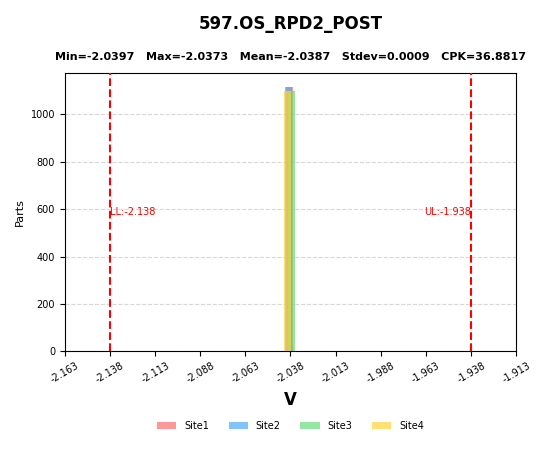 597.OS_RPD2_POST
Min=-2.0397 Max=-2.0373 Mean=-2.0387 Stdev=0.0009 CPK=36.8817
1000
800
600
400
200
0
Parts
LL:-2.138
UL:-1.938
-2.163 -2.138 -2.113 -2.088 -2.063 -2.038 -2.013 -1.988 -1.963 -1.938 -1.913
V
Site1 Site2 Site3 Site4